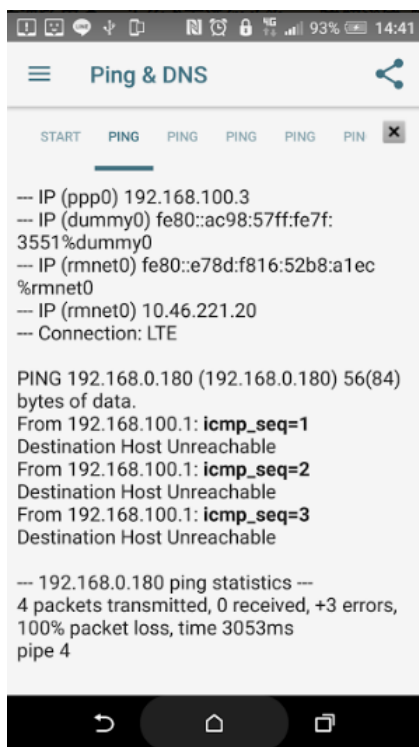 4G 93% 14:41
Ping & DNS
START PING PING PING PING PIN
--- IP (ppp0) 192.168.100.3
--- IP (dummy0) fe80::ac98:57ff:fe7f:
3551%dummy0
--- IP (rmnet0) fe80::e78d:f816:52b8:a1ec
%rmnet0
--- IP (rmnet0) 10.46.221.20
--- Connection: LTE
PING 192.168.0.180 (192.168.0.180) 56(84)
bytes of data.
From 192.168.100.1: icmp_seq=1
Destination Host Unreachable
From 192.168.100.1: icmp_seq=2
Destination Host Unreachable
From 192.168.100.1: icmp_seq=3
Destination Host Unreachable
--- 192.168.0.180 ping statistics ---
4 packets transmitted, 0 received, +3 errors,
100% packet loss, time 3053ms
pipe 4